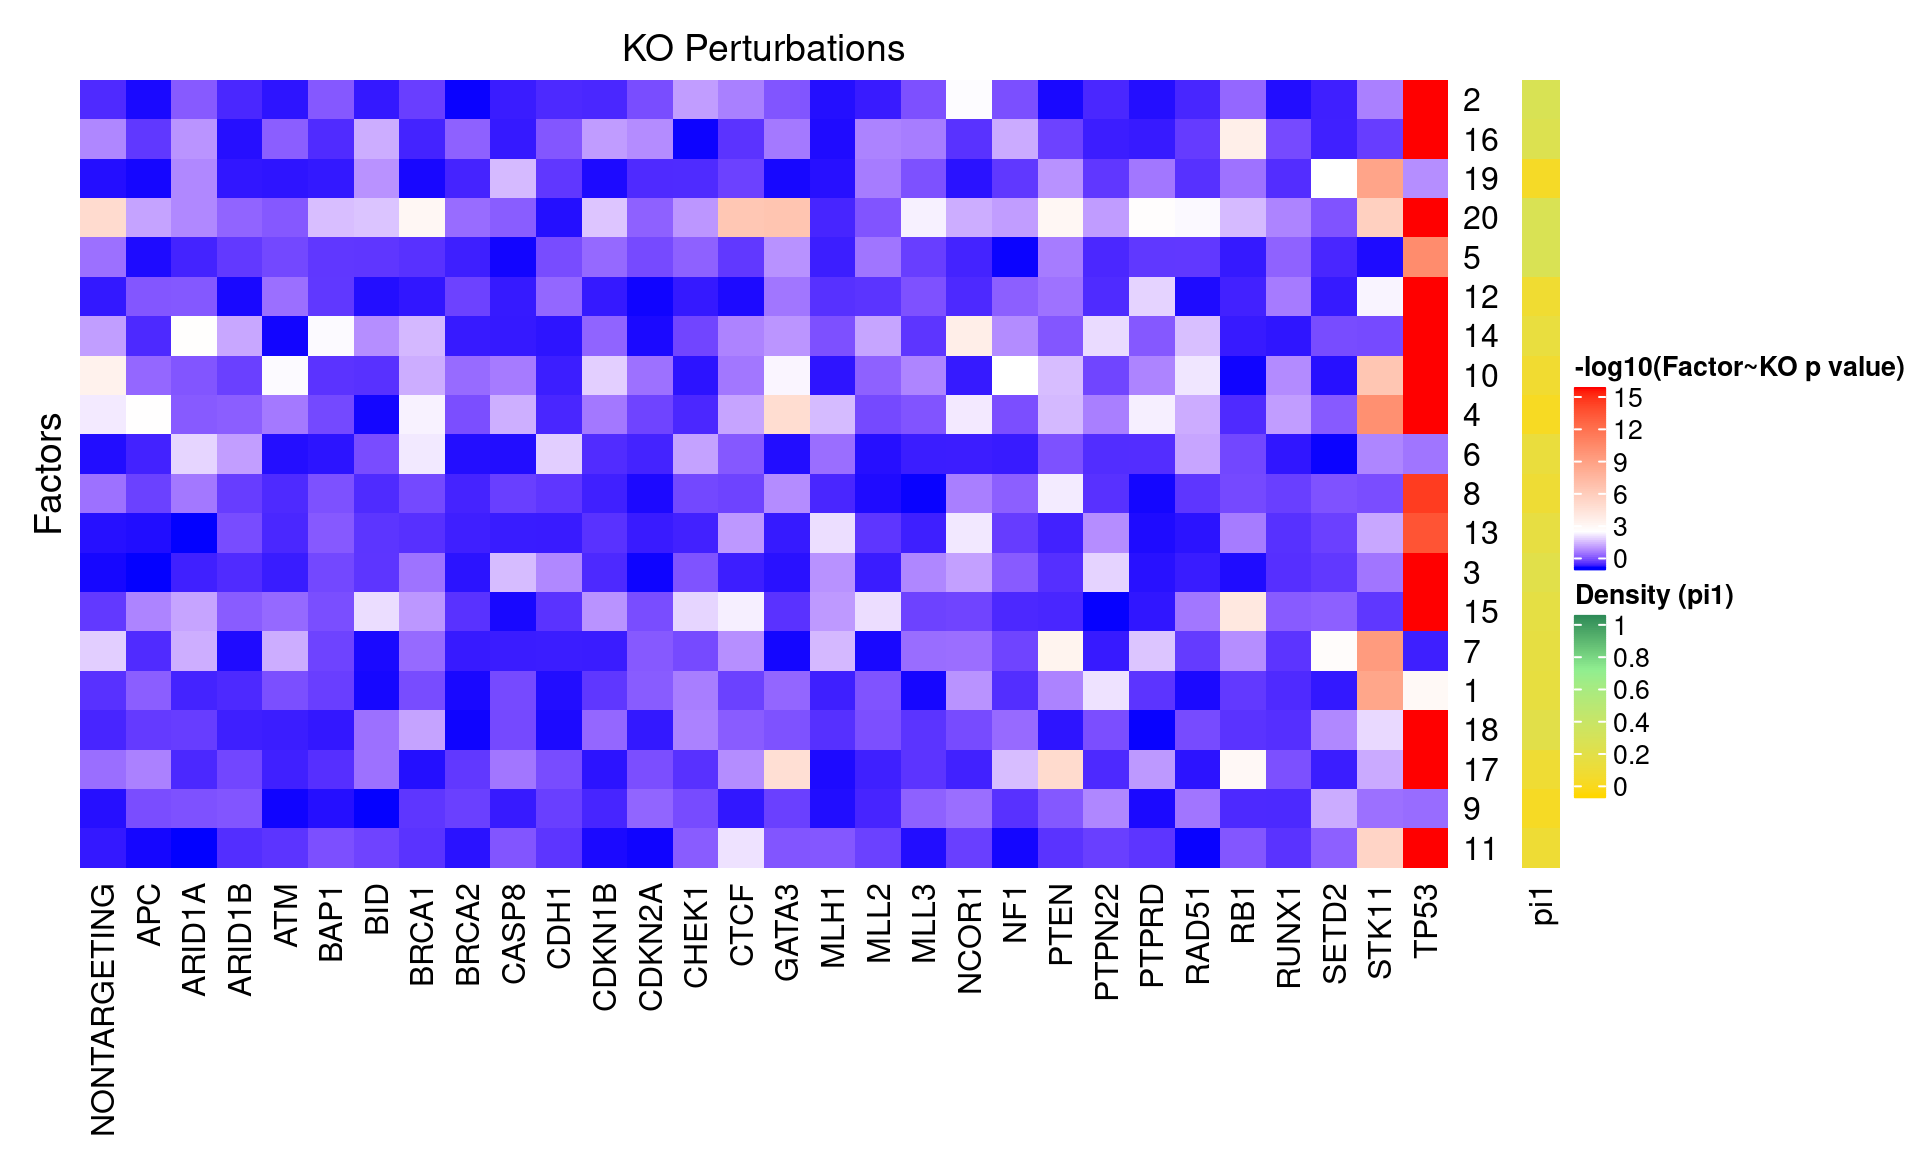 KO Perturbations
Factors
2
16
19
20
5
12
14
10
4
6
8
13
3
15
7
1
18
17
9
11
NONTARGETING
APC
ARID1A
ARID1B
ATM
BAP1
BID
BRCA1
BRCA2
CASP8
CDH1
CDKN1B
CDKN2A
CHEK1
CTCF
GATA3
MLH1
MLL2
MLL3
NCOR1
NF1
PTEN
PTPN22
PTPRD
RAD51
RB1
RUNX1
SETD2
STK11
TP53
pi1
-log10(Factor~KO p value)
15
12
9
6
3
0
Density (pi1)
1
0.8
0.6
0.4
0.2
0